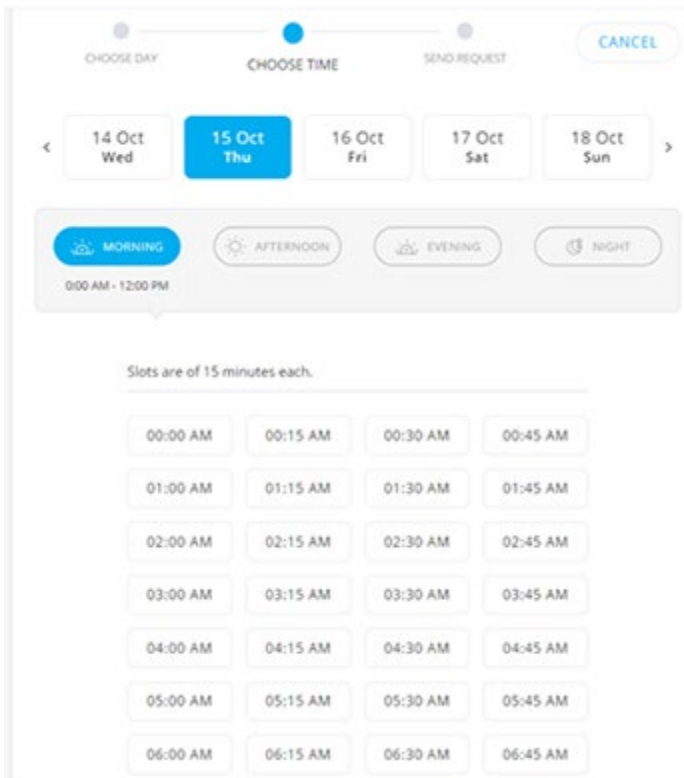 CHOOSE DAY CHOOSE TIME SEND REQUEST CANCEL
14 Oct 15 Oct 16 Oct 17 Oct 18 Oct
Wed Thu Fri Sat Sun
MORNING AFTERNOON EVENING NIGHT
0:00 AM - 12:00 PM
Slots are of 15 minutes each.
00:00 AM 00:15 AM 00:30 AM 00:45 AM
01:00 AM 01:15 AM 01:30 AM 01:45 AM
02:00 AM 02:15 AM 02:30 AM 02:45 AM
03:00 AM 03:15 AM 03:30 AM 03:45 AM
04:00 AM 04:15 AM 04:30 AM 04:45 AM
05:00 AM 05:15 AM 05:30 AM 05:45 AM
06:00 AM 06:15 AM 06:30 AM 06:45 AM